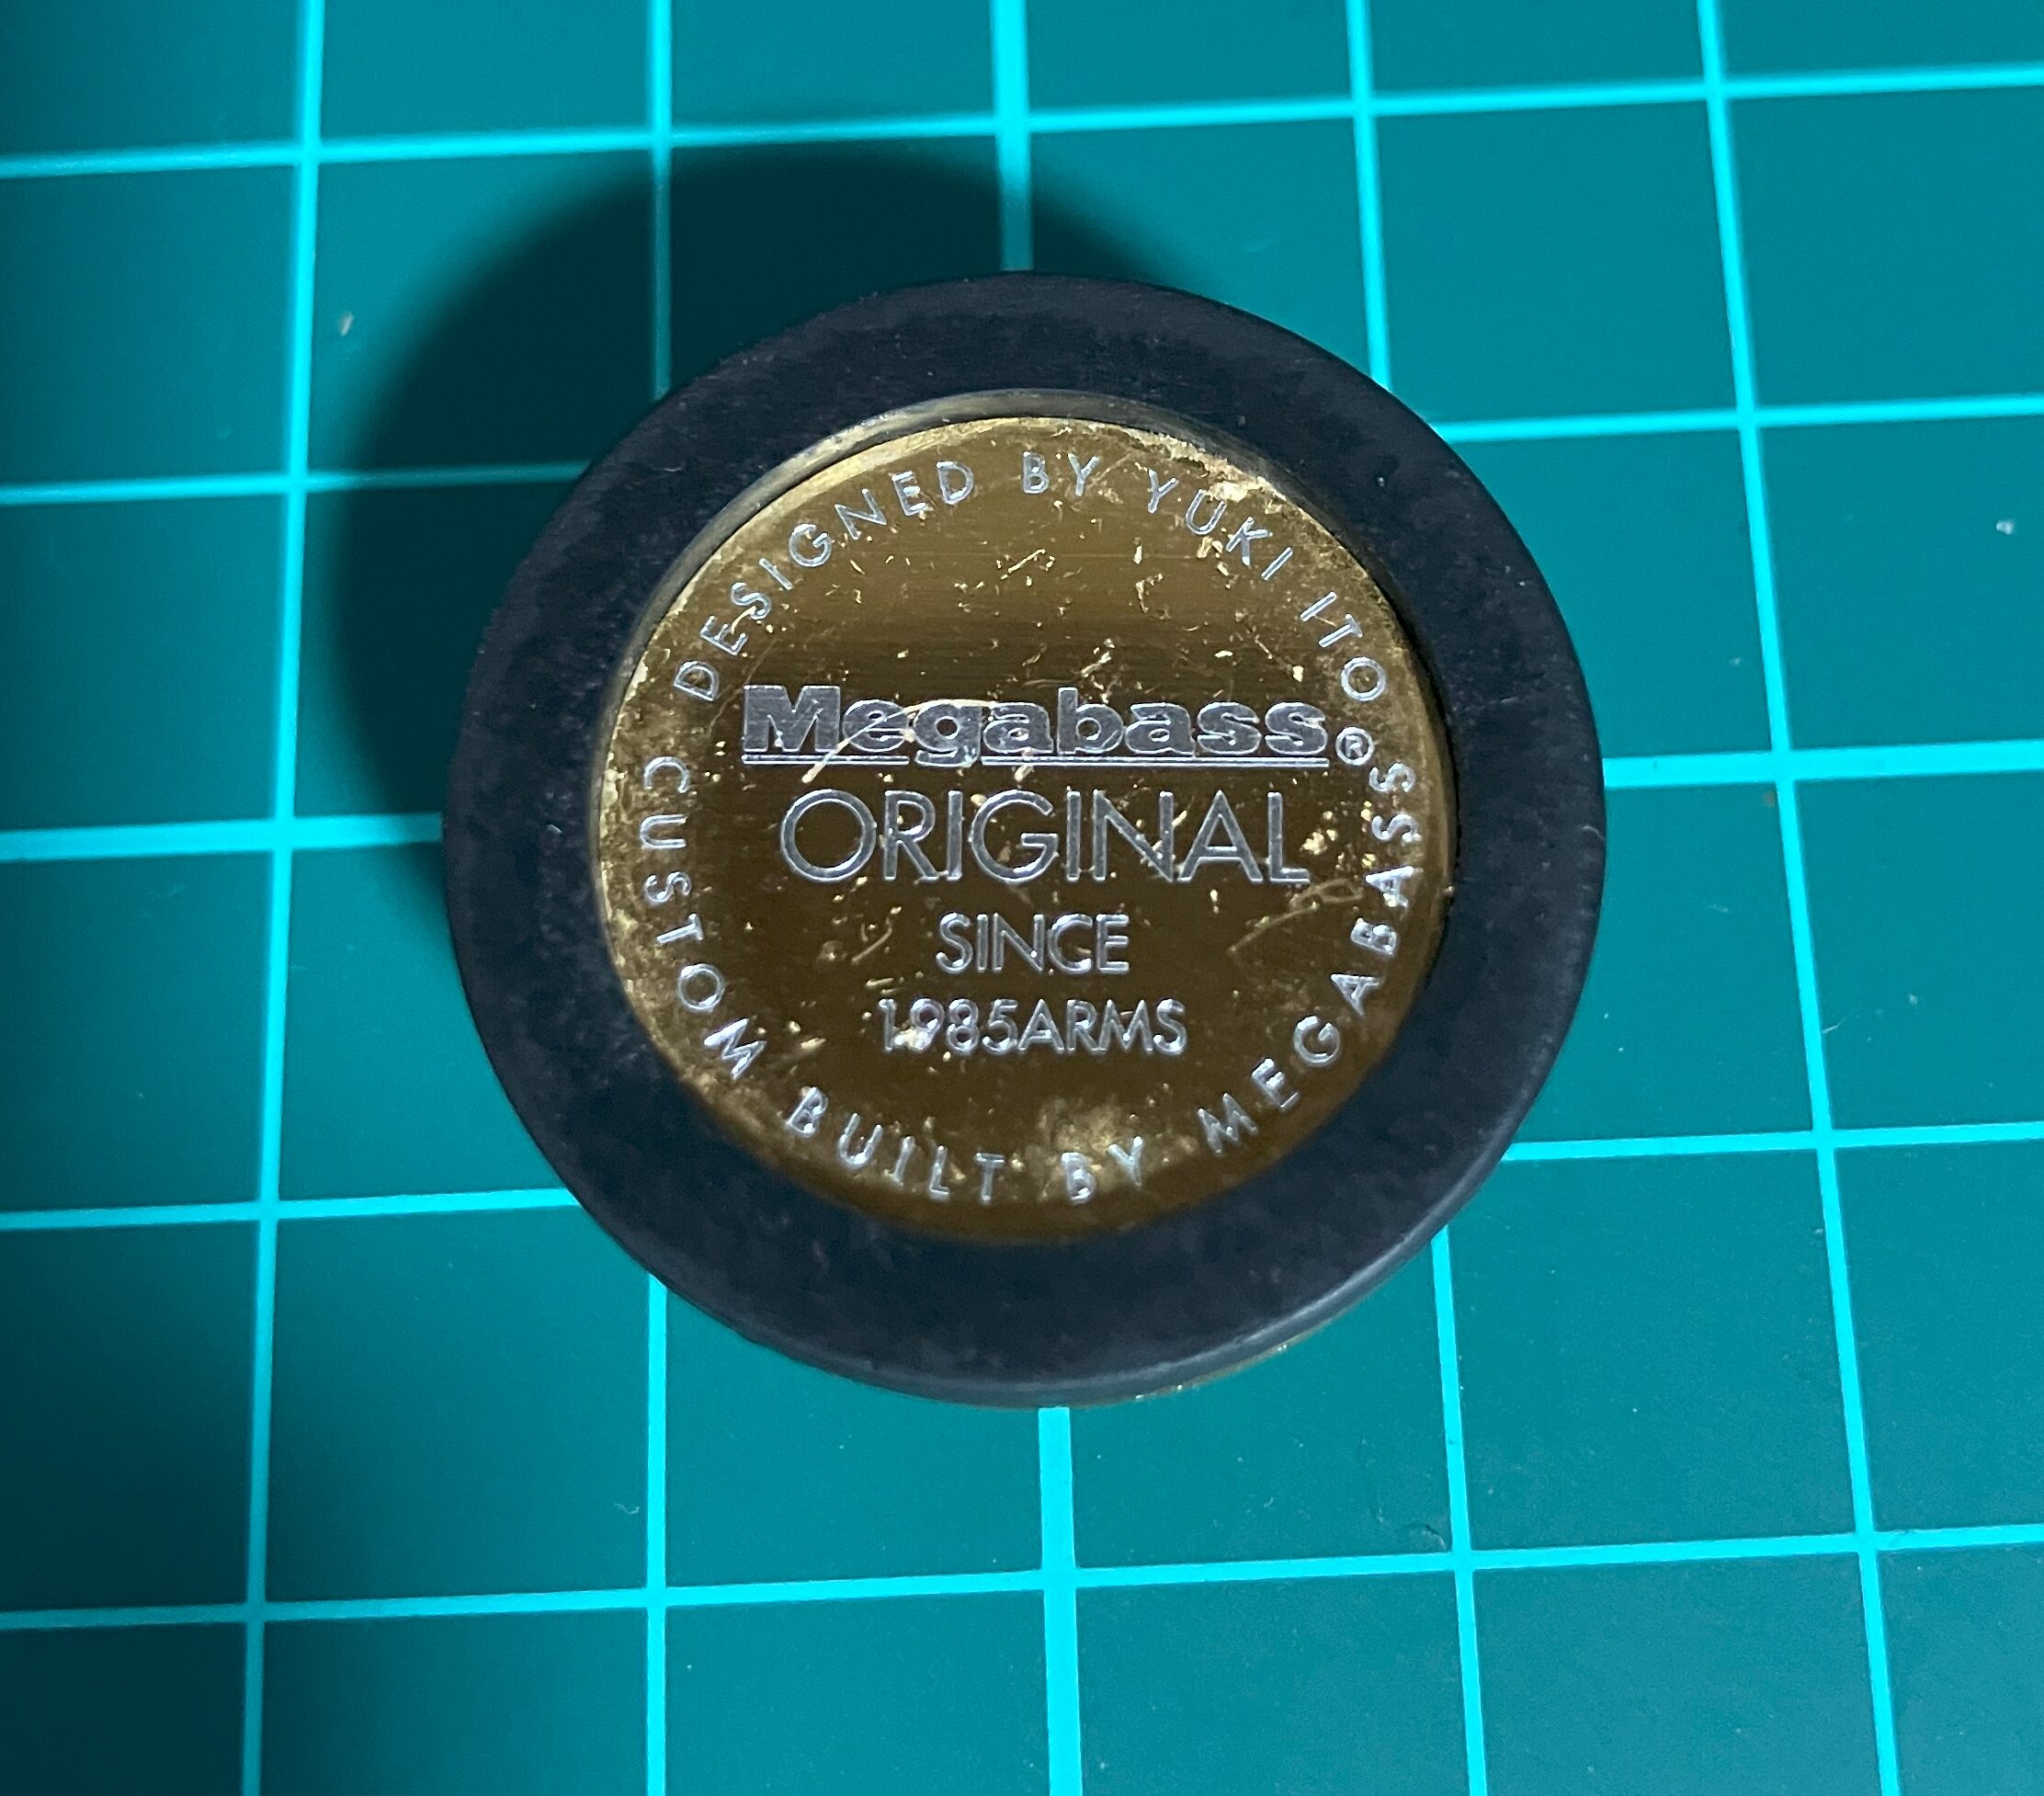 DESIGNED BY YUKI ITO
Megabass®
ORIGINAL
SINCE
1985ARMS
CUSTOM BUILT BY MEGABASS